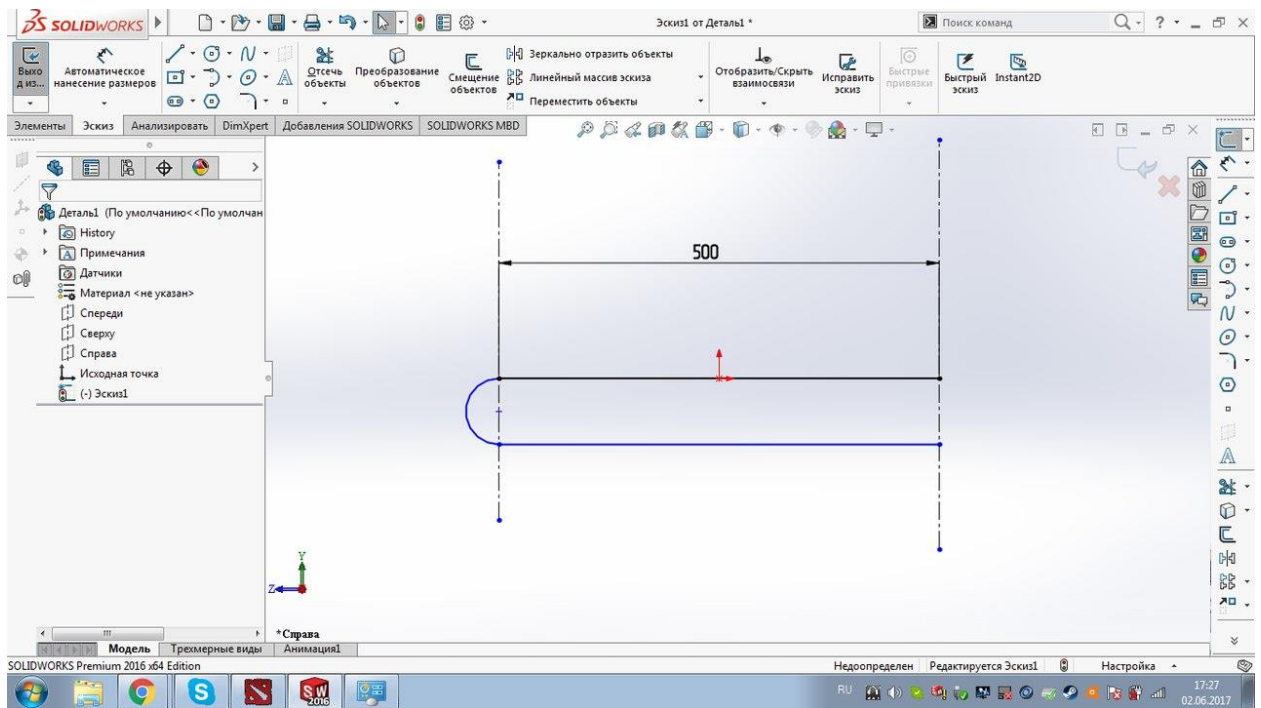 SOLIDWORKS
Эскиз1 от Деталь1 *
Поиск команд
Выхо
д из...
Автоматическое
нанесение размеров
Отсечь
объекты
Преобразование
объектов
Смещение
объектов
Зеркально отразить объекты
Линейный массив эскиза
Переместить объекты
Отобразить/Скрыть
взаимосвязи
Исправить
эскиз
Быстрые
привязки
Быстрый
эскиз
Instant2D
Элементы Эскиз Анализировать DimXpert Добавления SOLIDWORKS SOLIDWORKS MBD
Деталь1 (По умолчанию<<По умолчан
History
Примечания
Датчики
Материал <не указан>
Спереди
Сверху
Справа
Исходная точка
(-) Эскиз1
500
Y
Z
*Справа
Модель Трехмерные виды Анимация1
SOLIDWORKS Premium 2016 x64 Edition
Недоопределен Редактируется Эскиз1 Настройка
SW
2016
RU
17:27
02.06.2017